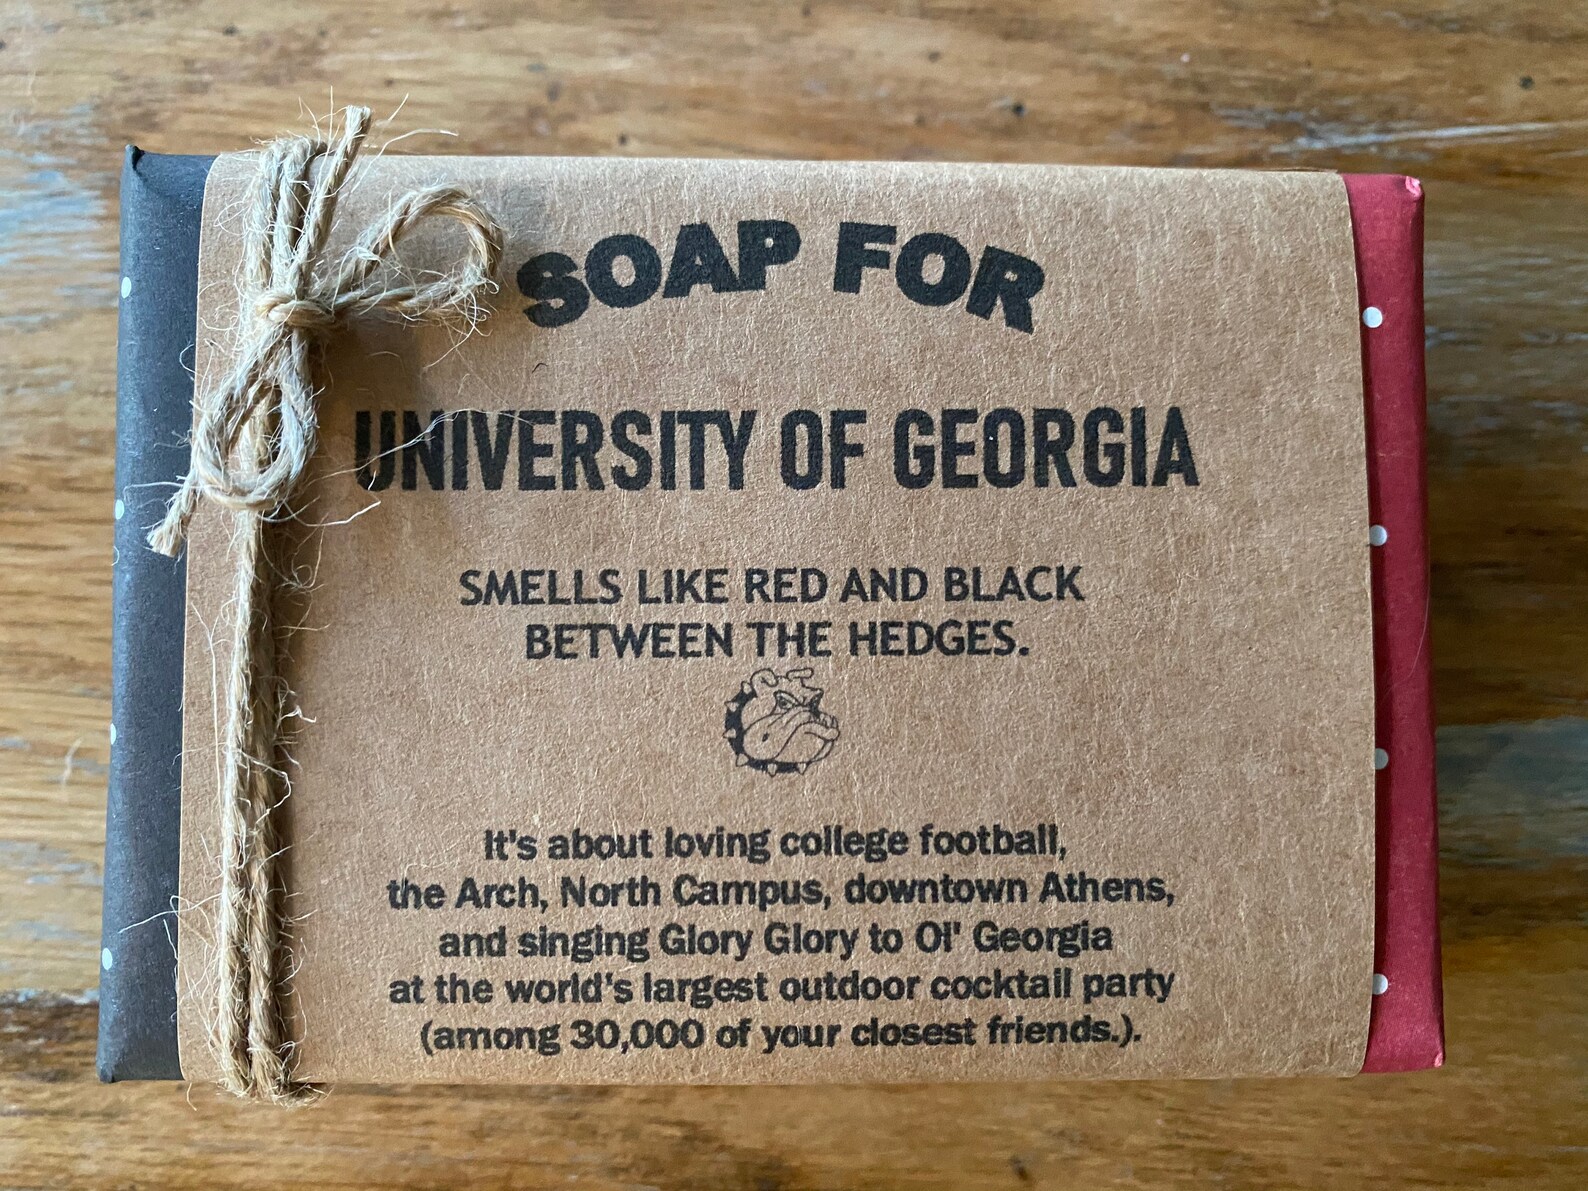 SOAP FOR
UNIVERSITY OF GEORGIA
SMELLS LIKE RED AND BLACK
BETWEEN THE HEDGES.
It's about loving college football,
the Arch, North Campus, downtown Athens,
and singing Glory Glory to Ol' Georgia
at the world's largest outdoor cocktail party
(among 30,000 of your closest friends.).